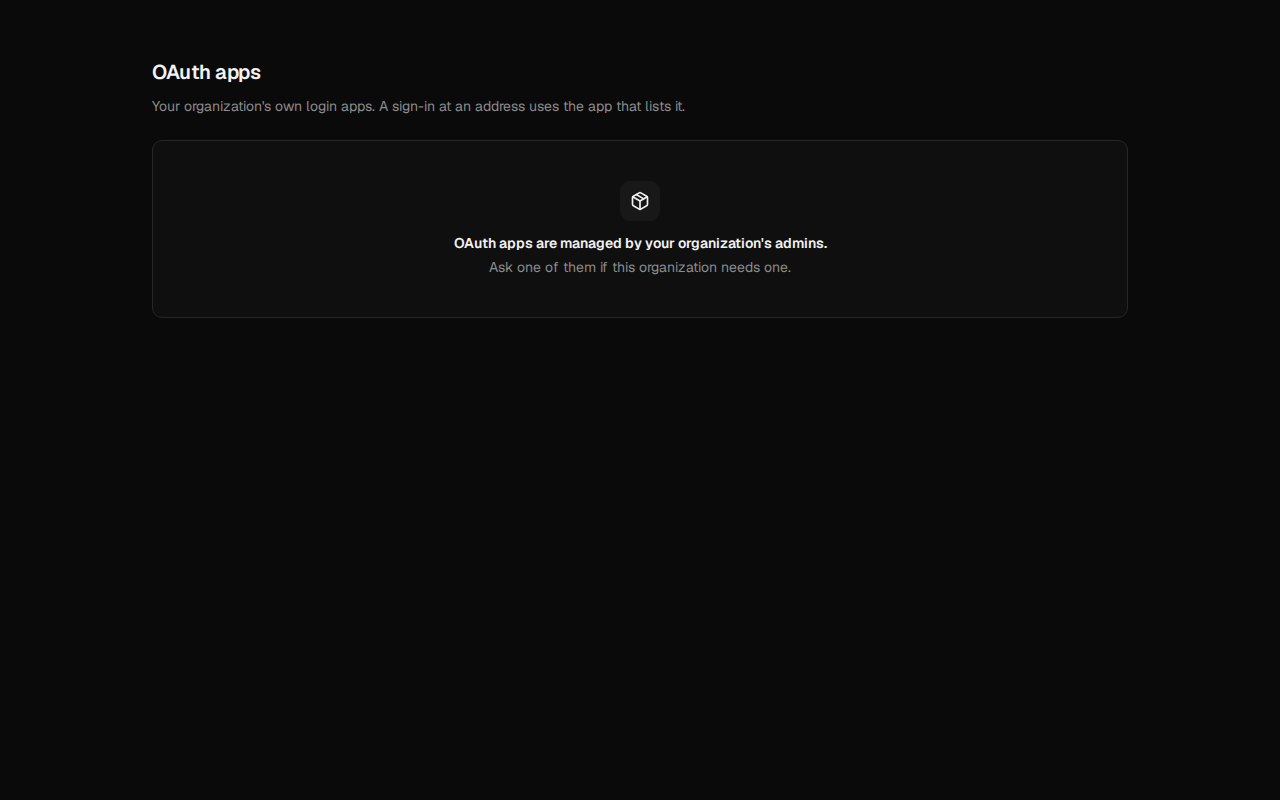 OAuth apps
Your organization's own login apps. A sign-in at an address uses the app that lists it.
OAuth apps are managed by your organization's admins.
Ask one of them if this organization needs one.